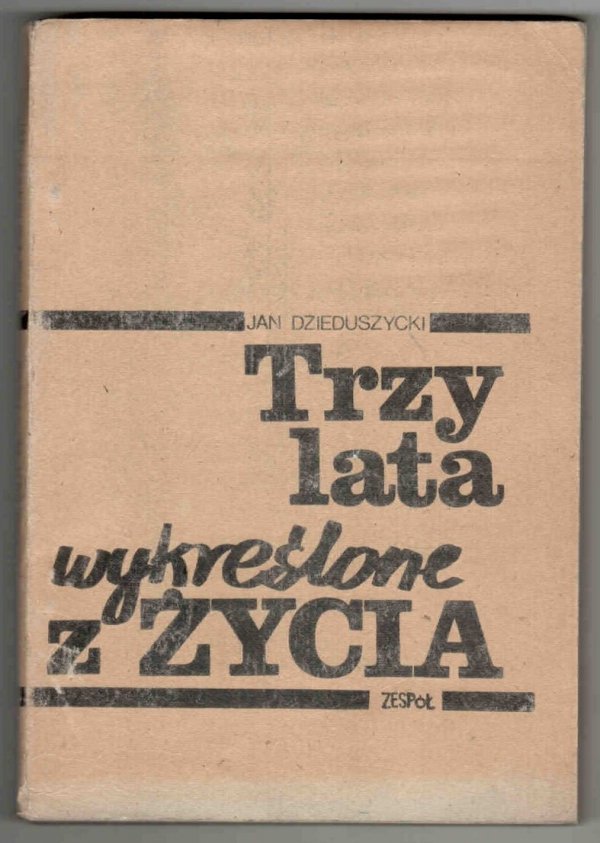 JAN DZIEDUSZYCKI
Trzy
lata
wykreślone
z ŻYCIA
ZESPÓŁ